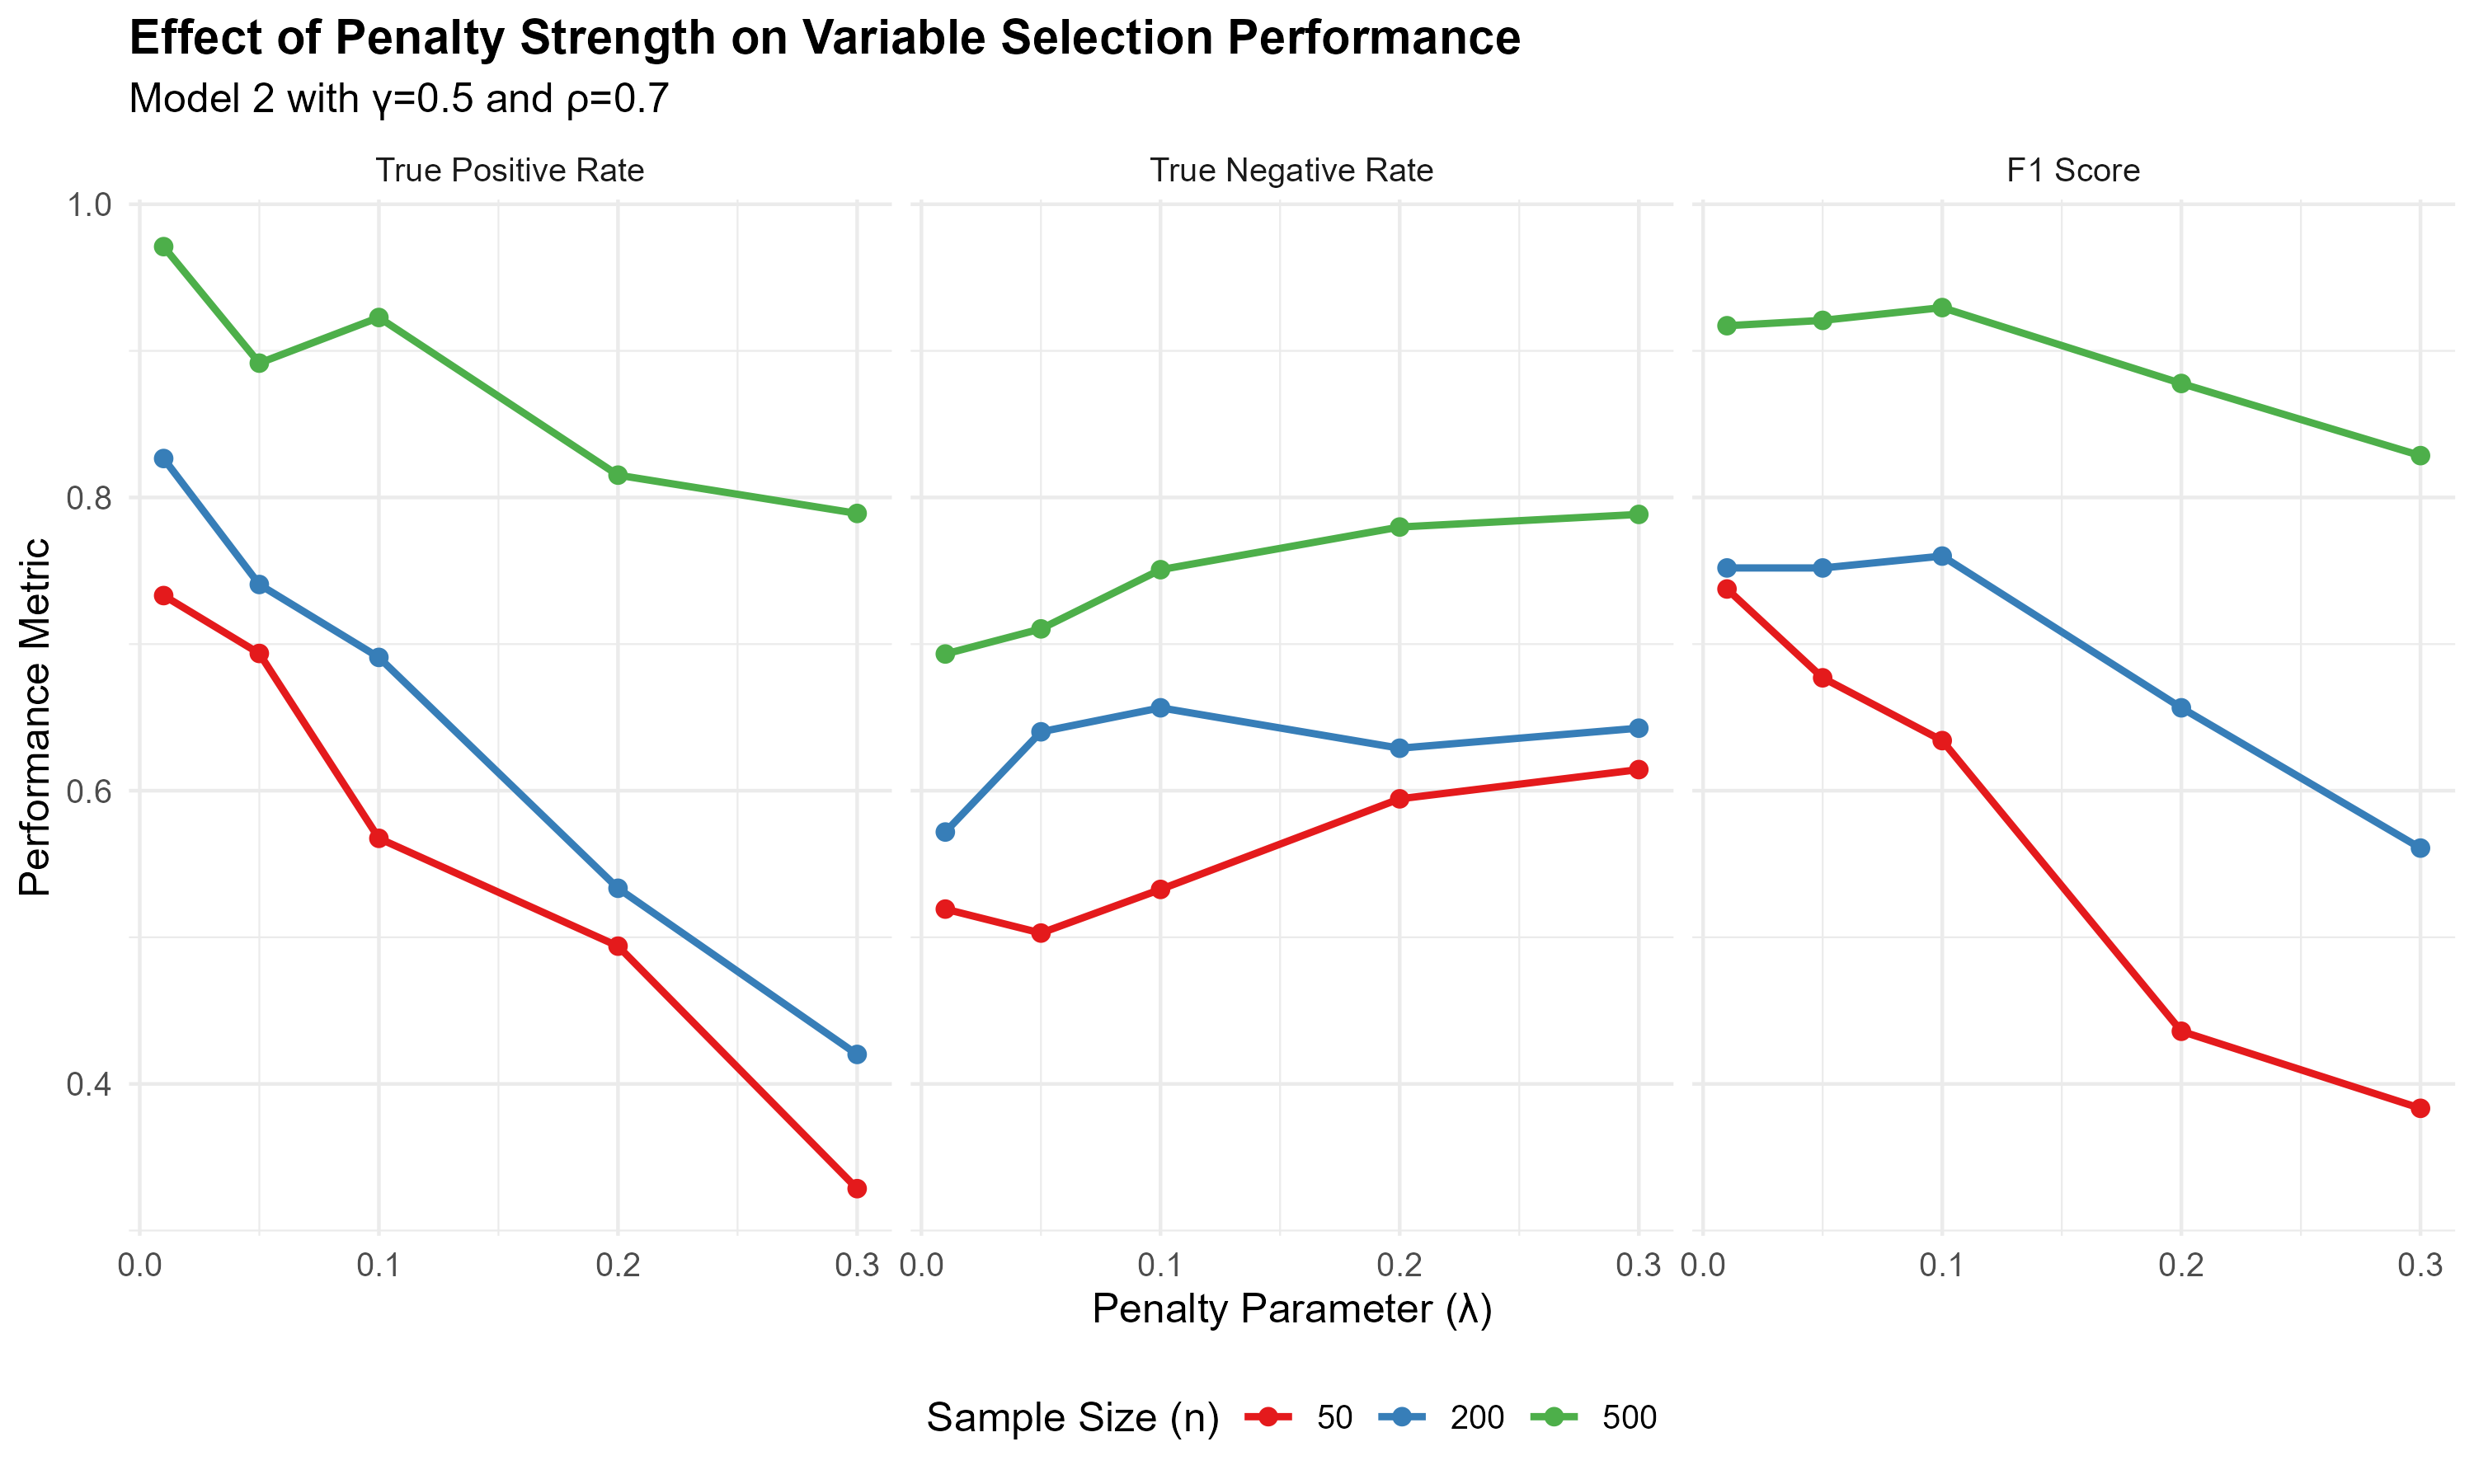 Effect of Penalty Strength on Variable Selection Performance
Model 2 with γ=0.5 and ρ=0.7
True Positive Rate
True Negative Rate
F1 Score
Performance Metric
1.0
0.8
0.6
0.4
0.0 0.1 0.2 0.3
0.0 0.1 0.2 0.3
0.0 0.1 0.2 0.3
Penalty Parameter (λ)
Sample Size (n) 50 200 500